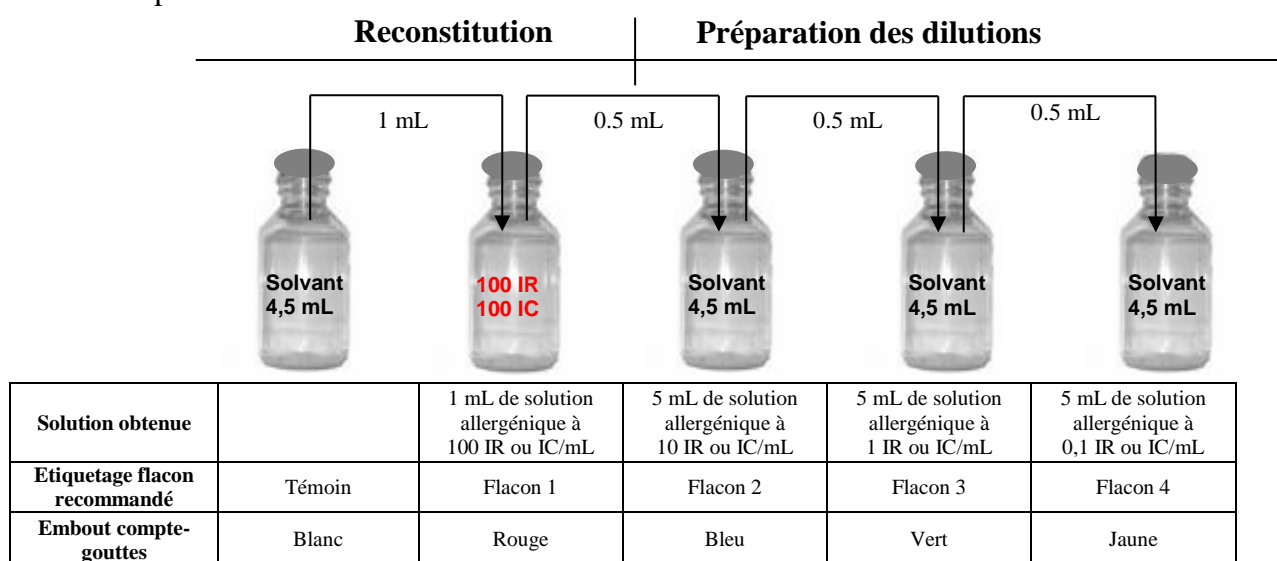 Reconstitution
Préparation des dilutions
1 mL
0.5 mL
0.5 mL
0.5 mL
Solvant
4,5 mL
100 IR
100 IC
Solvant
4,5 mL
Solvant
4,5 mL
Solvant
4,5 mL
Solution obtenue
1 mL de solution
allergénique à
100 IR ou IC/mL
5 mL de solution
allergénique à
10 IR ou IC/mL
5 mL de solution
allergénique à
1 IR ou IC/mL
5 mL de solution
allergénique à
0,1 IR ou IC/mL
Etiquetage flacon
recommandé
Témoin
Flacon 1
Flacon 2
Flacon 3
Flacon 4
Embout compte-
gouttes
Blanc
Rouge
Bleu
Vert
Jaune